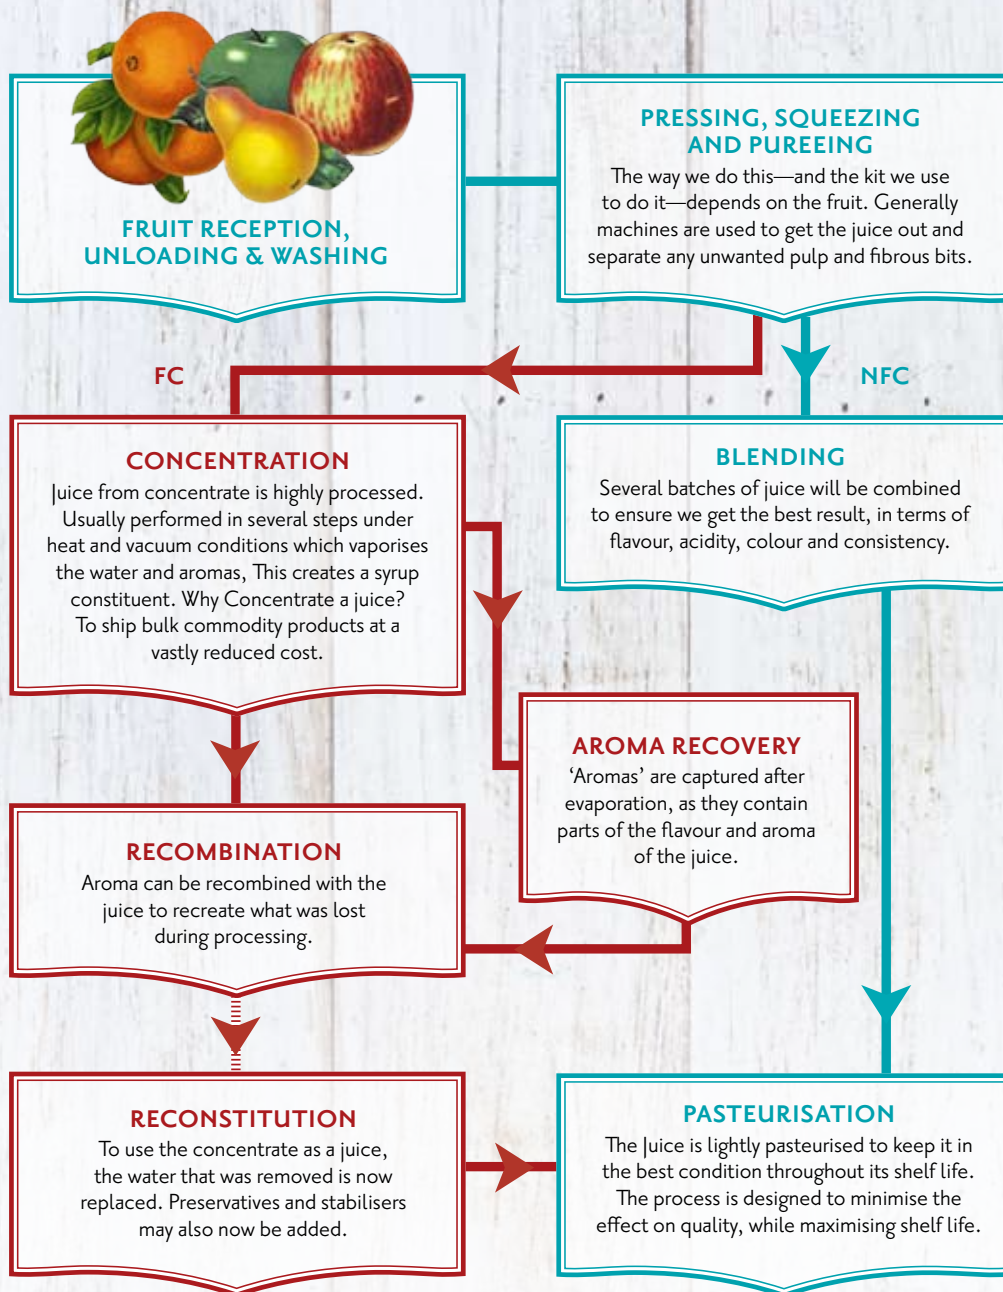 FRUIT RECEPTION,
UNLOADING & WASHING
PRESSING, SQUEEZING
AND PUREEING
The way we do this—and the kit we use
to do it—depends on the fruit. Generally
machines are used to get the juice out and
separate any unwanted pulp and fibrous bits.
FC
NFC
CONCENTRATION
Juice from concentrate is highly processed.
Usually performed in several steps under
heat and vacuum conditions which vaporises
the water and aromas, This creates a syrup
constituent. Why Concentrate a juice?
To ship bulk commodity products at a
vastly reduced cost.
BLENDING
Several batches of juice will be combined
to ensure we get the best result, in terms of
flavour, acidity, colour and consistency.
AROMA RECOVERY
‘Aromas’ are captured after
evaporation, as they contain
parts of the flavour and aroma
of the juice.
RECOMBINATION
Aroma can be recombined with the
juice to recreate what was lost
during processing.
RECONSTITUTION
To use the concentrate as a juice,
the water that was removed is now
replaced. Preservatives and stabilisers
may also now be added.
PASTEURISATION
The Juice is lightly pasteurised to keep it in
the best condition throughout its shelf life.
The process is designed to minimise the
effect on quality, while maximising shelf life.